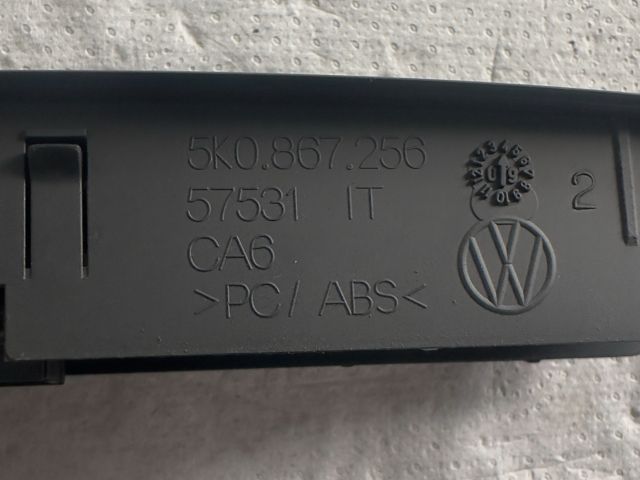 5K0.867.256
57531 IT
CA6
>PC/ ABS<
2